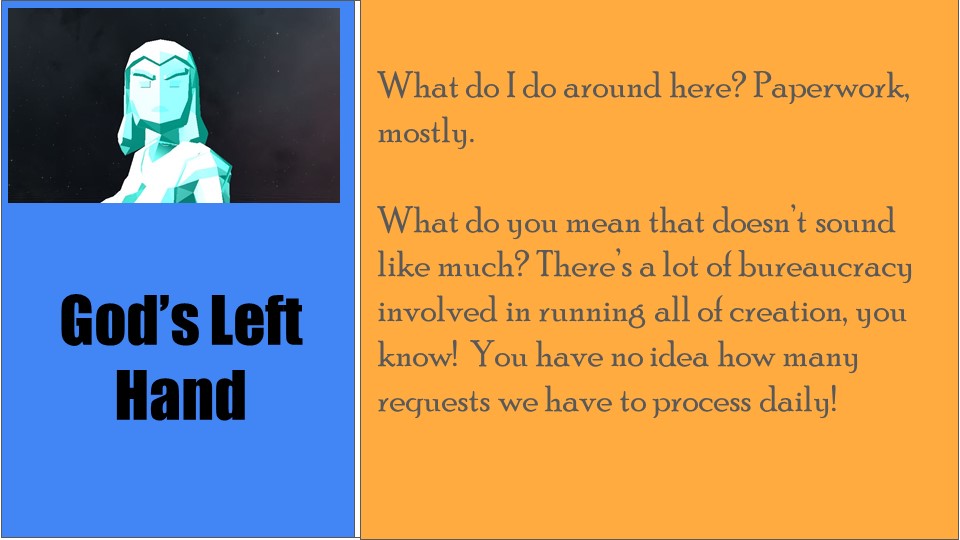 God’s Left
Hand
What do I do around here? Paperwork,
mostly.
What do you mean that doesn’t sound
like much? There’s a lot of bureaucracy
involved in running all of creation, you
know!  You have no idea how many
requests we have to process daily!